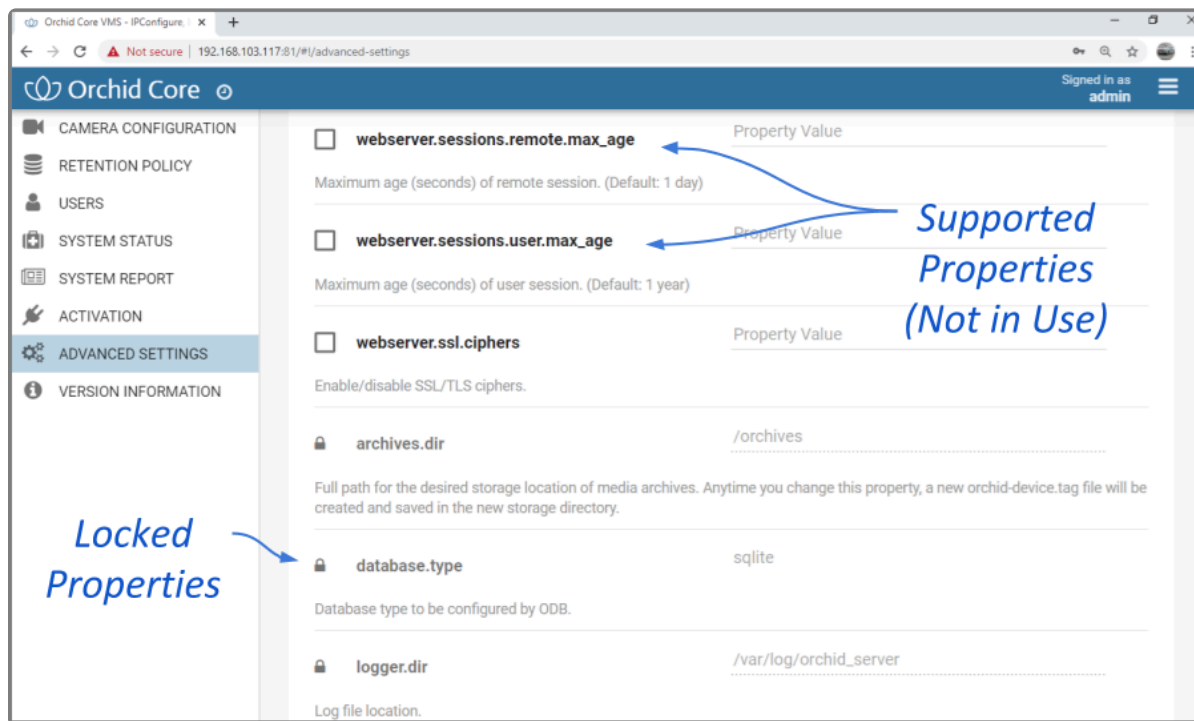 Orchid Core VMS - IPConfigure,
Not secure | 192.168.103.117:81/#!/advanced-settings
Orchid Core
Signed in as
admin
CAMERA CONFIGURATION
RETENTION POLICY
USERS
SYSTEM STATUS
SYSTEM REPORT
ACTIVATION
ADVANCED SETTINGS
VERSION INFORMATION
webserver.sessions.remote.max_age
Property Value
Maximum age (seconds) of remote session. (Default: 1 day)
webserver.sessions.user.max_age
Property Value
Maximum age (seconds) of user session. (Default: 1 year)
webserver.ssl.ciphers
Property Value
Enable/disable SSL/TLS ciphers.
archives.dir
/orchives
Full path for the desired storage location of media archives. Anytime you change this property, a new orchid-device.tag file will be
created and saved in the new storage directory.
database.type
sqlite
Database type to be configured by ODB.
logger.dir
/var/log/orchid_server
Log file location.
Supported
Properties
(Not in Use)
Locked
Properties